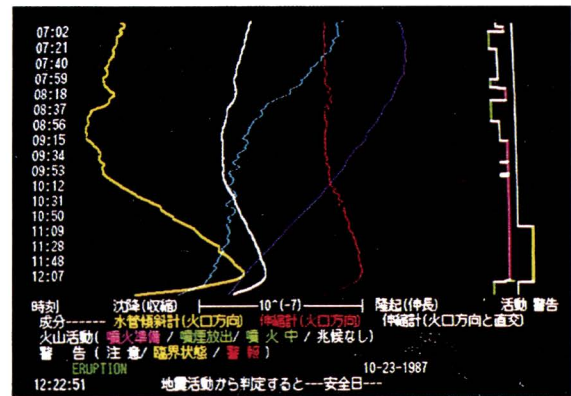 07:02
07:21
07:40
07:59
08:18
08:37
08:56
09:15
09:34
09:53
10:12
10:31
10:50
11:09
11:28
11:48
12:07
時刻 沈降(収縮) 10^(-7) 隆起(伸長) 活動 警告
成分------ 水管傾斜計(火口方向) 伸縮計(火口方向) 伸縮計(火口方向と直交)
火山活動( 噴火準備 / 噴煙放出/ 噴 火 中 / 兆候なし)
警 告 ( 注 意/ 臨界状態 / 警 報 )
ERUPTION 10-23-1987
12:22:51 地震活動から判定すると---安全日---